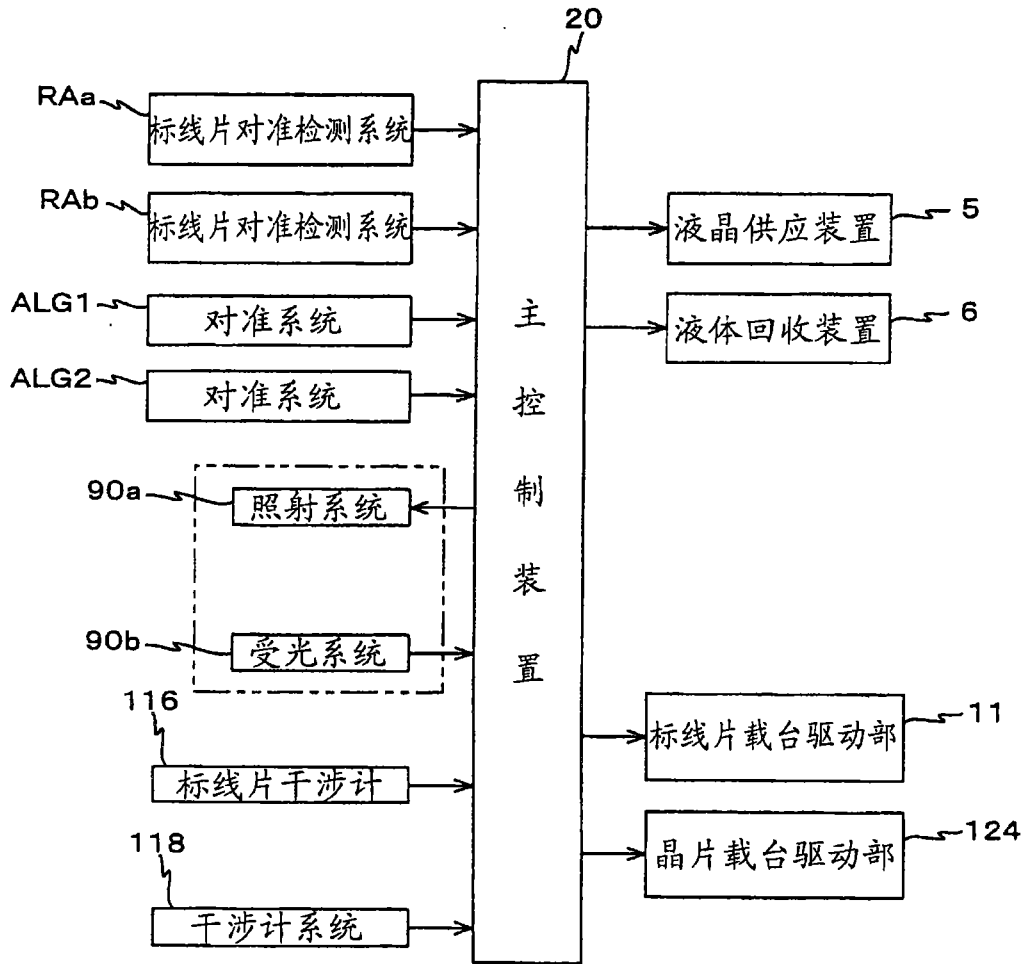 20
RAa
标线片对准检测系统
RAb
标线片对准检测系统
ALG1
对准系统
ALG2
对准系统
90a
照射系统
90b
受光系统
116
标线片干涉计
118
干涉计系统
主控制装置
液晶供应装置
5
液体回收装置
6
标线片载台驱动部
11
晶片载台驱动部
124